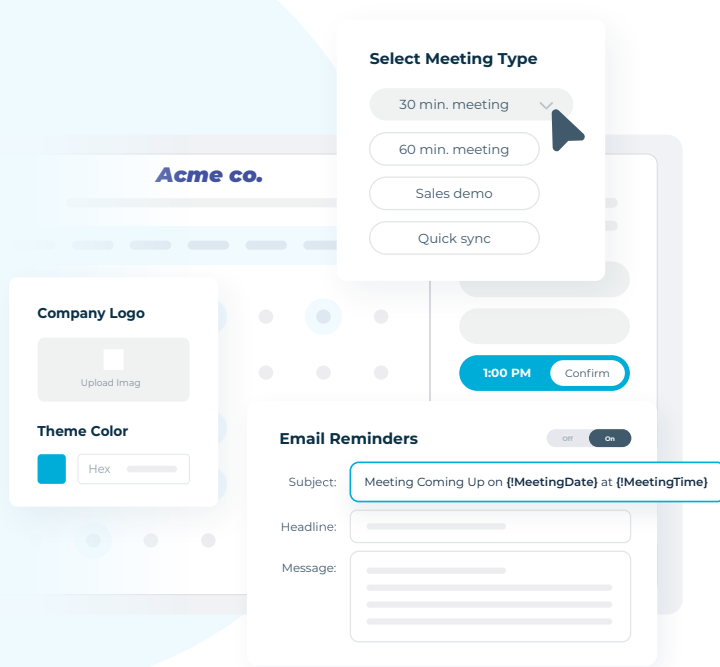 Select Meeting Type
30 min. meeting
60 min. meeting
Sales demo
Quick sync
Acme co.
Company Logo
Upload Imag
Theme Color
Hex
1:00 PM Confirm
Email Reminders Off On
Subject: Meeting Coming Up on {!MeetingDate} at {!MeetingTime}
Headline:
Message: